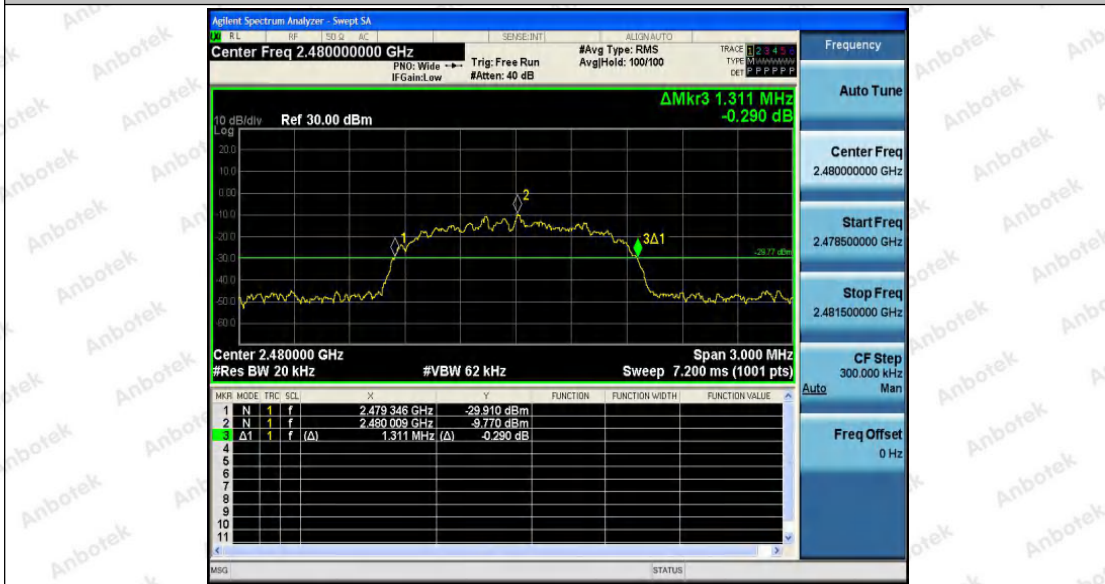 Agilent Spectrum Analyzer - Swept SA
RL RF 50 Ω AC SENSE:INT ALIGN AUTO
Center Freq 2.480000000 GHz
PNO: Wide
IFGain:Low
Trig: Free Run
#Atten: 40 dB
#Avg Type: RMS
Avg|Hold: 100/100
TRACE 1 2 3 4 5 6
TYPE M
DET P P P P P P
ΔMkr3 1.311 MHz
-0.290 dB
10 dB/div Ref 30.00 dBm
Log
20.0
10.0
0.00
-10.0
-20.0
-30.0
-40.0
-50.0
-60.0
1
2
3Δ1
-29.77 dBm
Center 2.480000 GHz Span 3.000 MHz
#Res BW 20 kHz #VBW 62 kHz Sweep 7.200 ms (1001 pts)
MKR MODE TRC SCL X Y FUNCTION FUNCTION WIDTH FUNCTION VALUE
1 N 1 f 2.479 346 GHz -29.910 dBm
2 N 1 f 2.480 009 GHz -9.770 dBm
3 Δ1 1 f (Δ) 1.311 MHz (Δ) -0.290 dB
4
5
6
7
8
9
10
11
MSG STATUS
Frequency
Auto Tune
Center Freq
2.480000000 GHz
Start Freq
2.478500000 GHz
Stop Freq
2.481500000 GHz
CF Step
300.000 kHz
Auto Man
Freq Offset
0 Hz
Anbotek